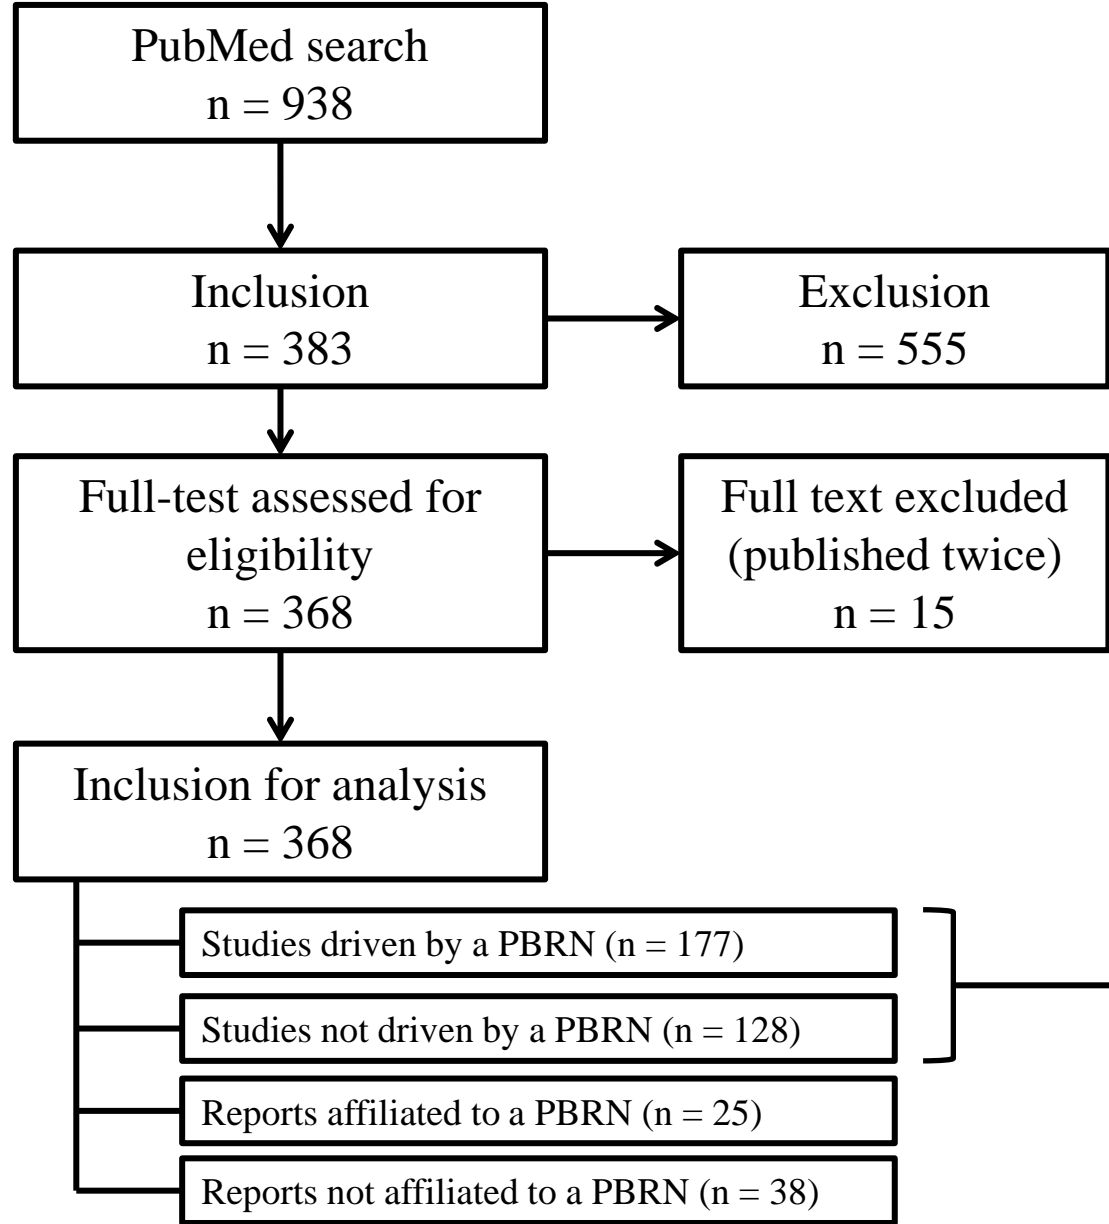 PubMed search
n = 938
Inclusion
n = 383
Exclusion
n = 555
Full-test assessed for
eligibility
n = 368
Full text excluded
(published twice)
n = 15
Inclusion for analysis
n = 368
Studies driven by a PBRN (n = 177)
Studies not driven by a PBRN (n = 128)
Reports affiliated to a PBRN (n = 25)
Reports not affiliated to a PBRN (n = 38)